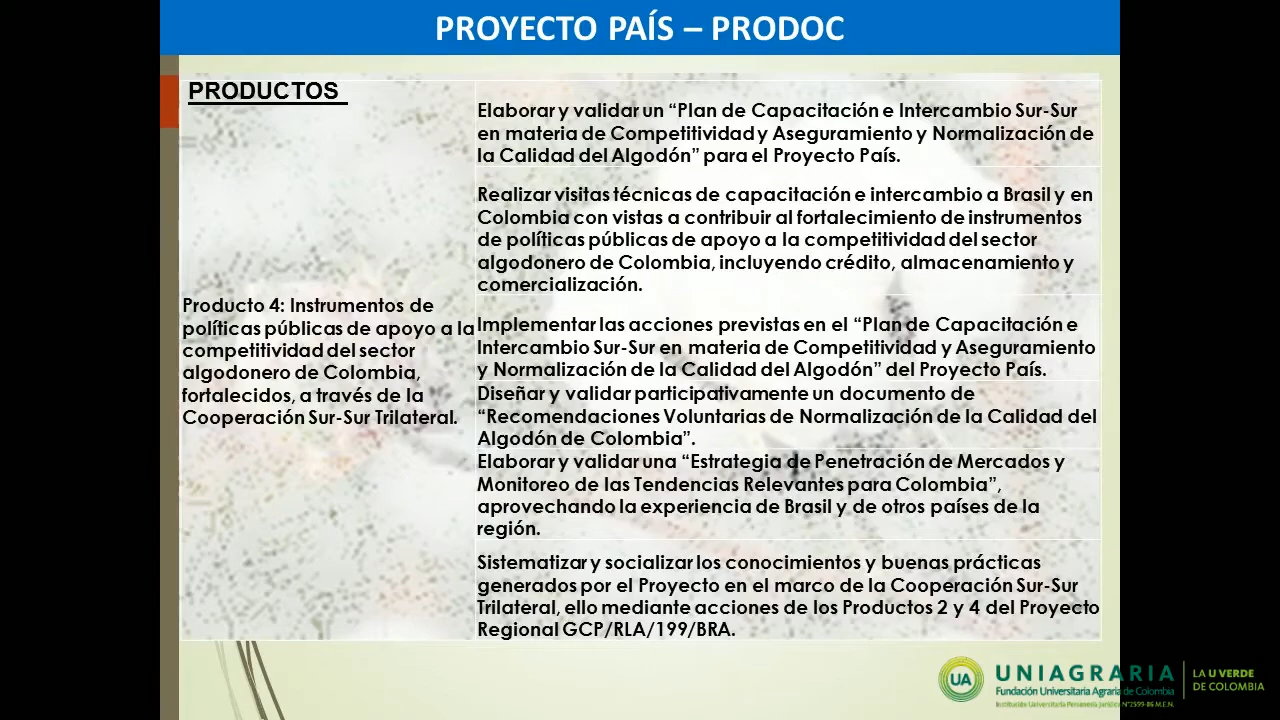 PROYECTO PAÍS – PRODOC
PRODUCTOS
Producto 4: Instrumentos de
políticas públicas de apoyo a la
competitividad del sector
algodonero de Colombia,
fortalecidos, a través de la
Cooperación Sur-Sur Trilateral.
Elaborar y validar un “Plan de Capacitación e Intercambio Sur-Sur
en materia de Competitividad y Aseguramiento y Normalización de
la Calidad del Algodón” para el Proyecto País.
Realizar visitas técnicas de capacitación e intercambio a Brasil y en
Colombia con vistas a contribuir al fortalecimiento de instrumentos
de políticas públicas de apoyo a la competitividad del sector
algodonero de Colombia, incluyendo crédito, almacenamiento y
comercialización.
Implementar las acciones previstas en el “Plan de Capacitación e
Intercambio Sur-Sur en materia de Competitividad y Aseguramiento
y Normalización de la Calidad del Algodón” del Proyecto País.
Diseñar y validar participativamente un documento de
“Recomendaciones Voluntarias de Normalización de la Calidad del
Algodón de Colombia”.
Elaborar y validar una “Estrategia de Penetración de Mercados y
Monitoreo de las Tendencias Relevantes para Colombia”,
aprovechando la experiencia de Brasil y de otros países de la
región.
Sistematizar y socializar los conocimientos y buenas prácticas
generados por el Proyecto en el marco de la Cooperación Sur-Sur
Trilateral, ello mediante acciones de los Productos 2 y 4 del Proyecto
Regional GCP/RLA/199/BRA.
UA
UNIAGRARIA
Fundación Universitaria Agraria de Colombia
Institución Universitaria Personería Jurídica N°2599-86 M.E.N.
LA U VERDE
DE COLOMBIA